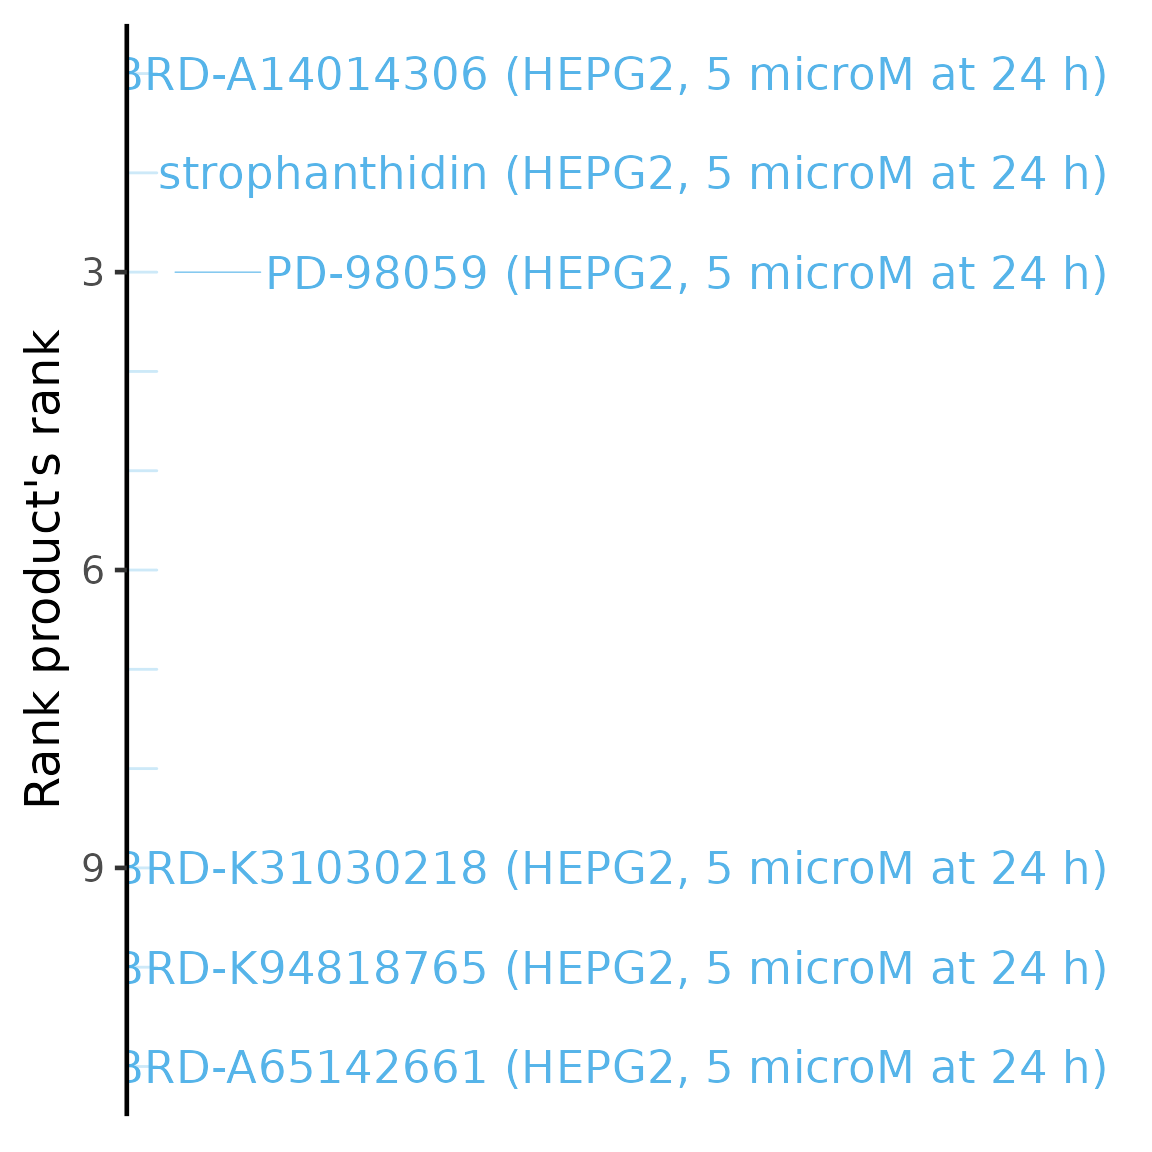 BRD-A14014306 (HEPG2, 5 microM at 24 h)
strophanthidin (HEPG2, 5 microM at 24 h)
3
PD-98059 (HEPG2, 5 microM at 24 h)
Rank product's rank
6
9
BRD-K31030218 (HEPG2, 5 microM at 24 h)
BRD-K94818765 (HEPG2, 5 microM at 24 h)
BRD-A65142661 (HEPG2, 5 microM at 24 h)